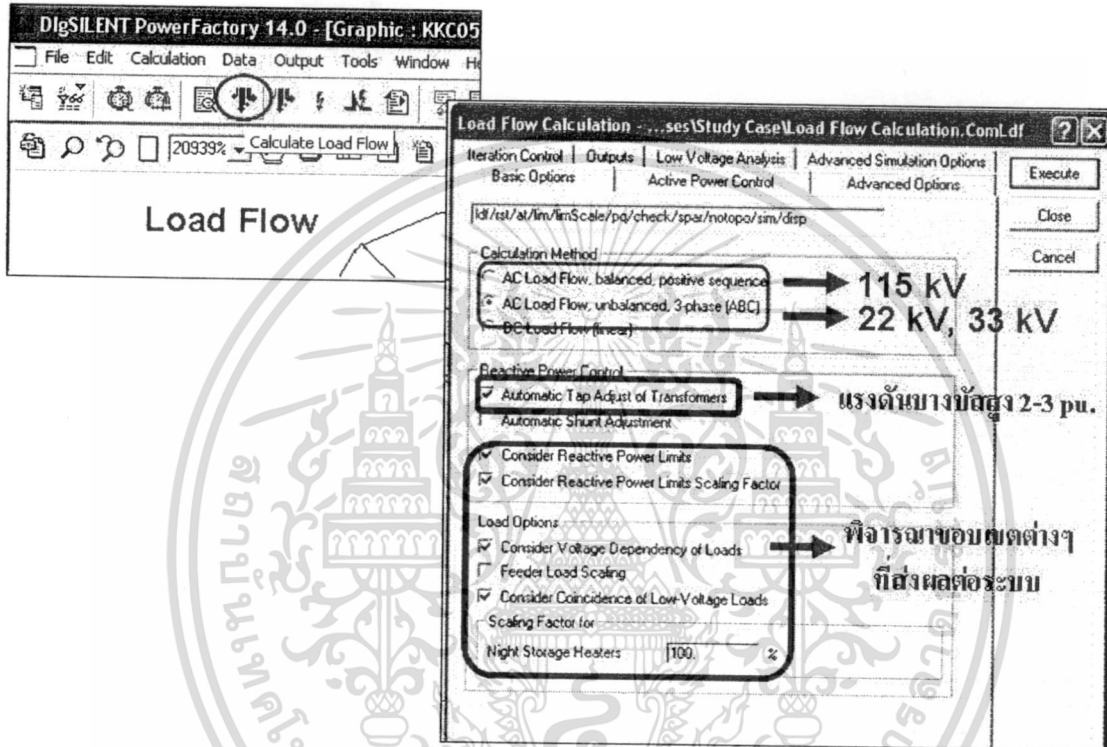 DIgSILENT PowerFactory 14.0 - [Graphic : KKC05
File Edit Calculation Data Output Tools Window He
20939% Calculate Load Flow
Load Flow
Load Flow Calculation - ...ses\Study Case\Load Flow Calculation.ComLdf
Iteration Control Outputs Low Voltage Analysis Advanced Simulation Options
Basic Options Active Power Control Advanced Options
Execute
Close
Cancel
ldf/rst/at/lim/limScale/pq/check/spar/notopo/sim/disp
Calculation Method
AC Load Flow, balanced, positive sequence 115 kV
AC Load Flow, unbalanced, 3-phase (ABC) 22 kV, 33 kV
DC Load Flow (linear)
Reactive Power Control
Automatic Tap Adjust of Transformers แรงดันบางบัสสูง 2-3 pu.
Automatic Shunt Adjustment
Consider Reactive Power Limits
Consider Reactive Power Limits Scaling Factor
Load Options
Consider Voltage Dependency of Loads พิจารณาขอบเขตต่างๆ
Feeder Load Scaling ที่ส่งผลต่อระบบ
Consider Coincidence of Low-Voltage Loads
Scaling Factor for
Night Storage Heaters 100. %